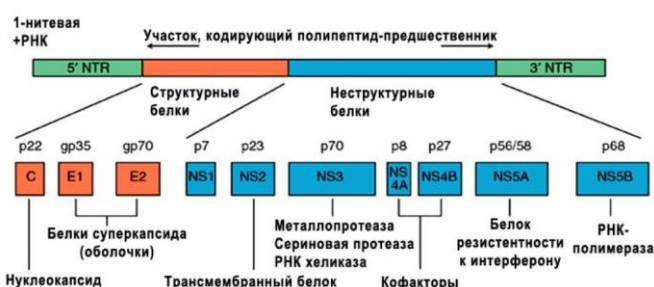 1-нитевая
+РНК
Участок, кодирующий полипептид-предшественник
5′ NTR
3′ NTR
Структурные
белки
Неструктурные
белки
p22 gp35 gp70 p7 p23 p70 p8 p27 p56/58 p68
C E1 E2 NS1 NS2 NS3 NS4A NS4B NS5A NS5B
Белки суперкапсида
(оболочки)
Металлопротеаза
Сериновая протеаза
РНК хеликаза
Белок
резистентности
к интерферону
РНК-
полимераза
Нуклеокапсид
Трансмембранный белок
Кофакторы